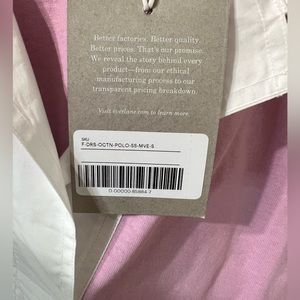 Better factories. Better quality.
Better prices. That's our promise.
We reveal the story behind every
product—from our ethical
manufacturing process to our
transparent pricing breakdown.
Visit everlane.com to learn more.
SKU
F-DRS-OCTN-POLO-SS-MVE-S
0-00000-85884-7